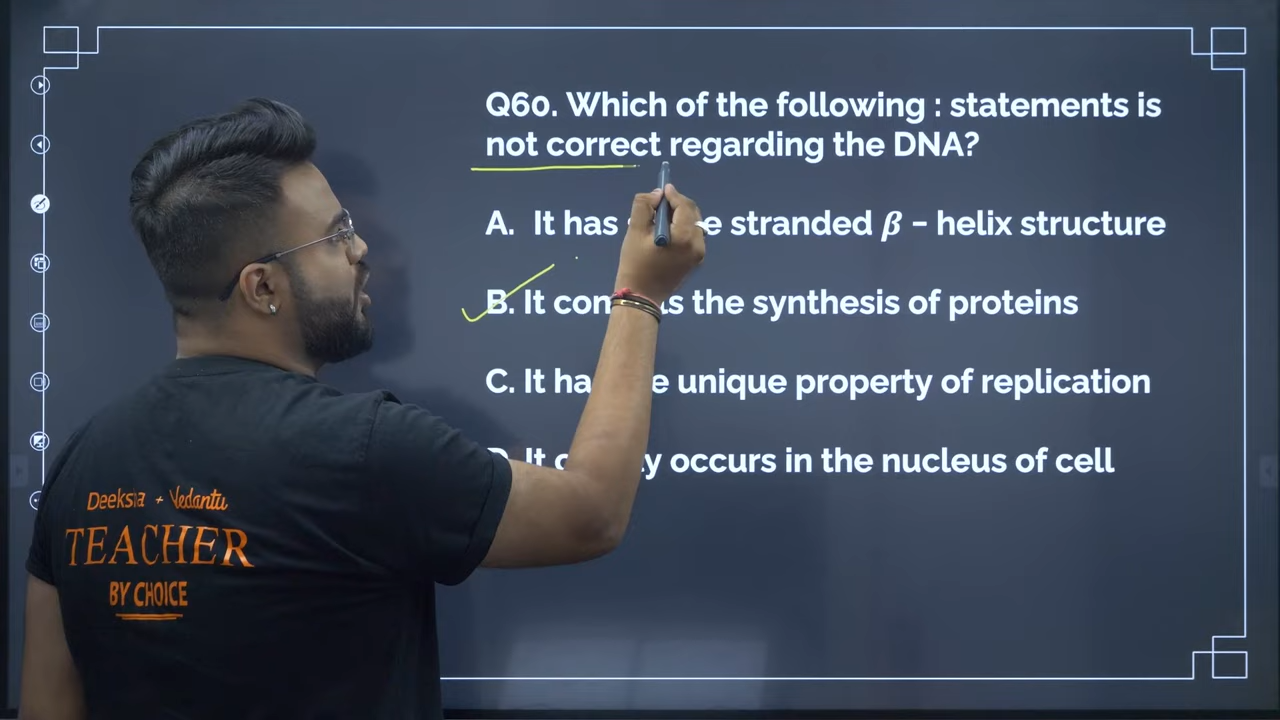 Q60. Which of the following : statements is
not correct regarding the DNA?
A. It has stranded β – helix structure
B. It the synthesis of proteins
C. It unique property of replication
It occurs in the nucleus of cell
Deeksha + Vedantu
TEACHER
BY CHOICE